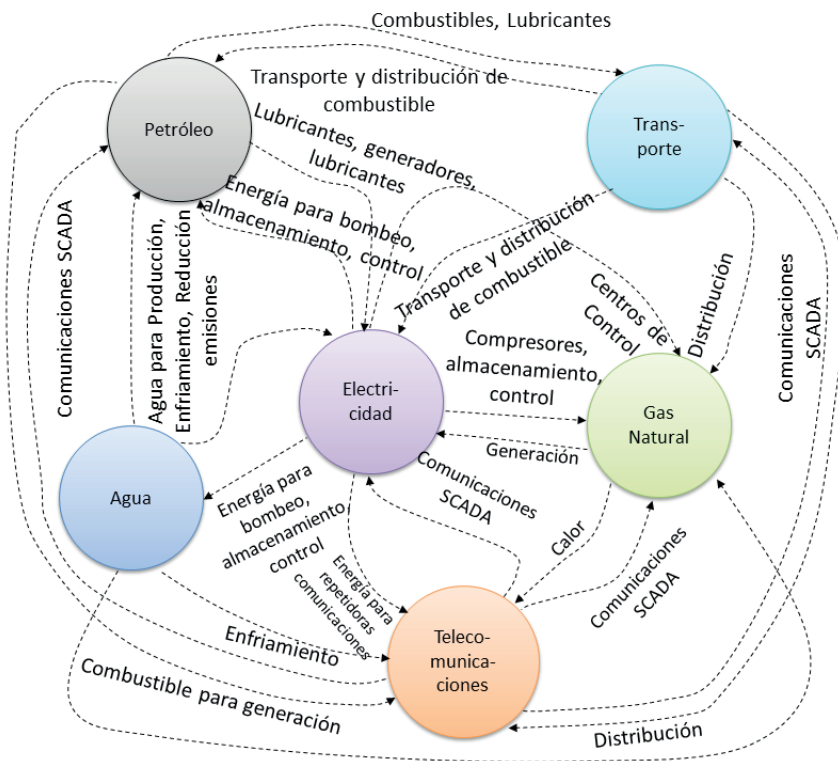 Combustibles, Lubricantes
Transporte y distribución de
combustible
Petróleo
Trans-
porte
Lubricantes, generadores,
lubricantes
Energía para bombeo,
almacenamiento, control
Transporte y distribución
de combustible
Comunicaciones SCADA
Agua para Producción,
Enfriamiento, Reducción
emisiones
Centros de
Control
Distribución
Comunicaciones
SCADA
Compresores,
almacenamiento,
control
Electri-
cidad
Gas
Natural
Generación
Agua
Energía para
bombeo,
almacenamiento,
control
Comunicaciones
SCADA
Calor
Comunicaciones
SCADA
Energía para
repetidoras
comunicaciones
Enfriamiento
Teleco-
municaciones
Combustible para generación
Distribución